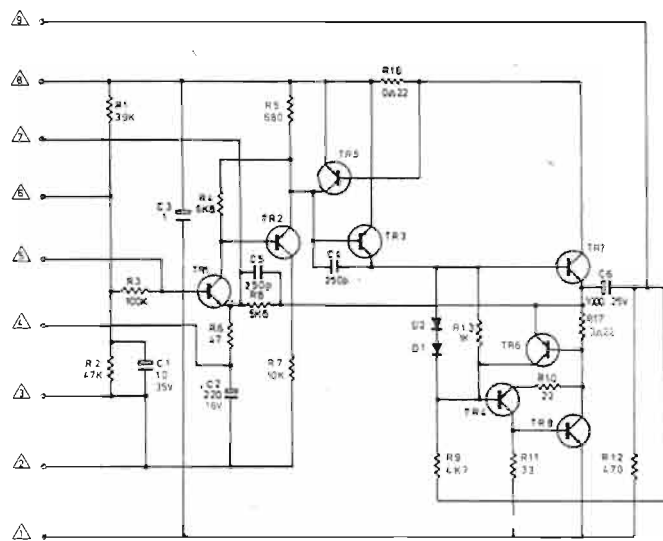 9
8
R1
39K
R5
680
R16
0Ω22
7
TR5
6
R4
6K8
C3
1
TR2
TR3
TR7
5
C5
250p
C4
250p
C6
1000 25V
TR1
R3
100K
R8
5K6
4
R6
47
D2
D1
R13
1K
R17
0Ω22
TR6
R2
47K
C1
10
35V
C2
220
16V
R7
10K
R10
22
3
TR4
TR8
2
R9
4K7
R11
33
R12
470
1